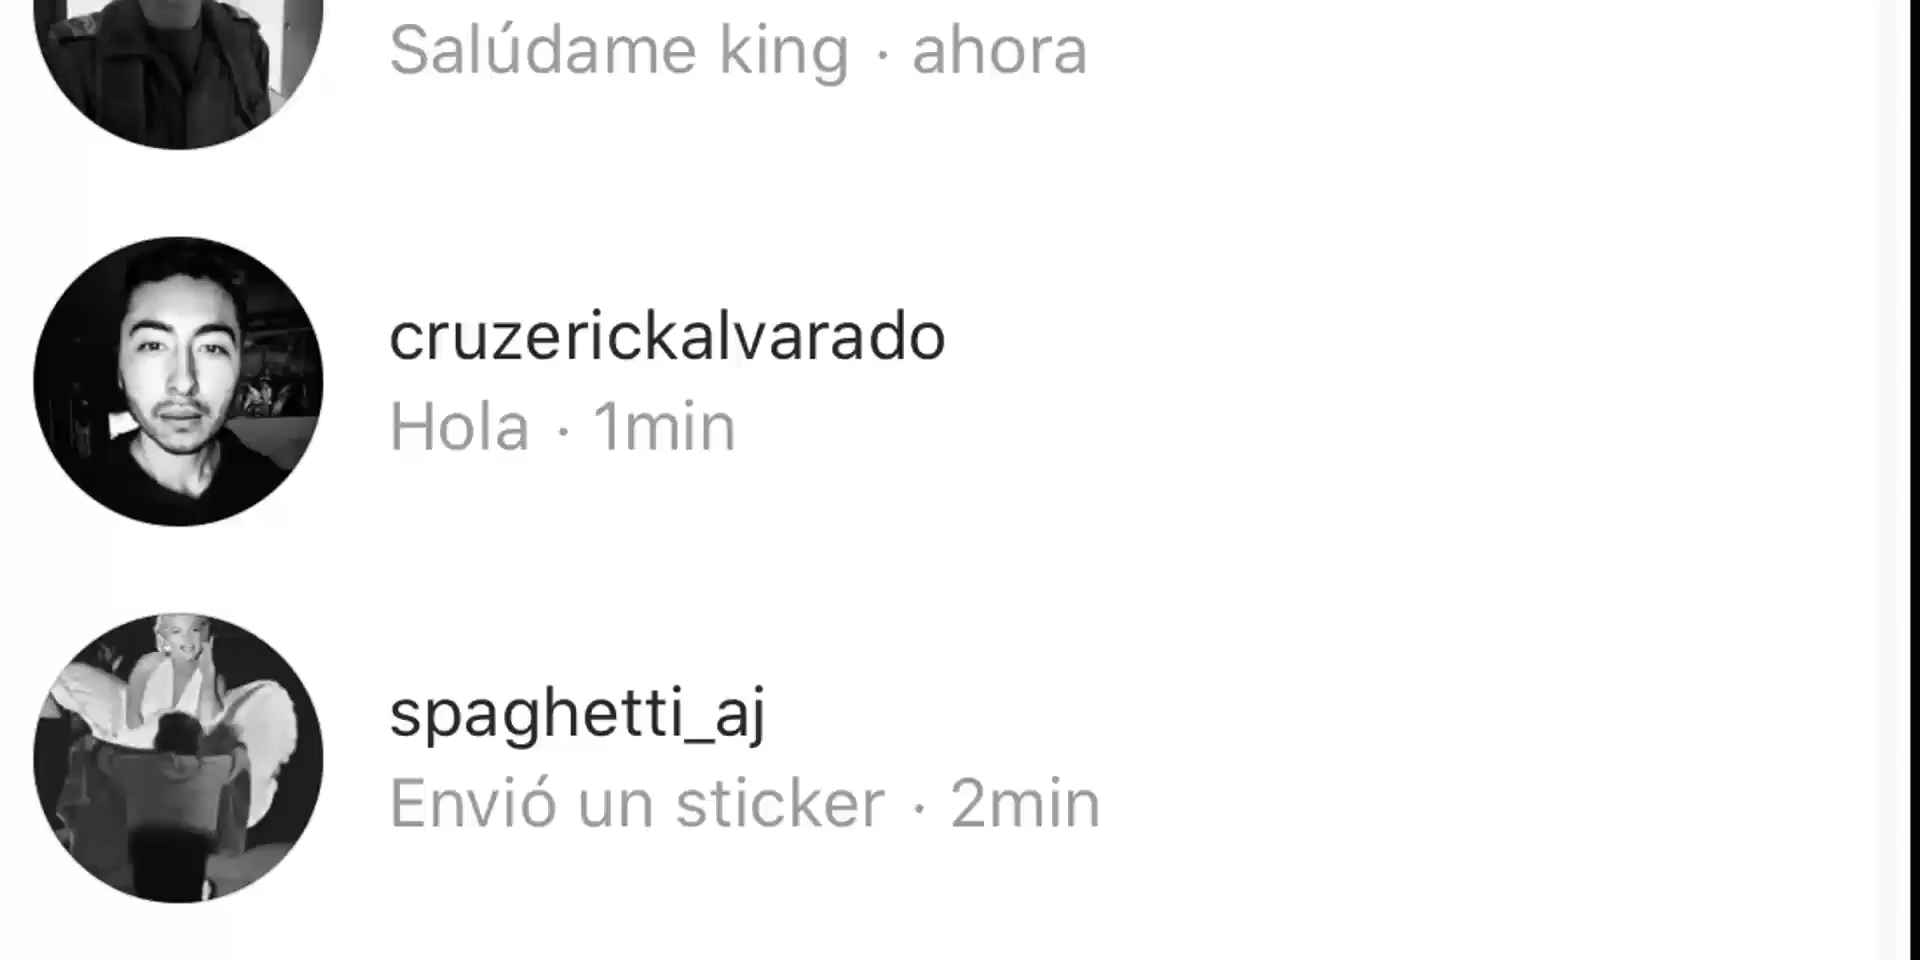 Salúdame king · ahora
cruzerickalvarado
Hola · 1min
spaghetti_aj
Envió un sticker · 2min